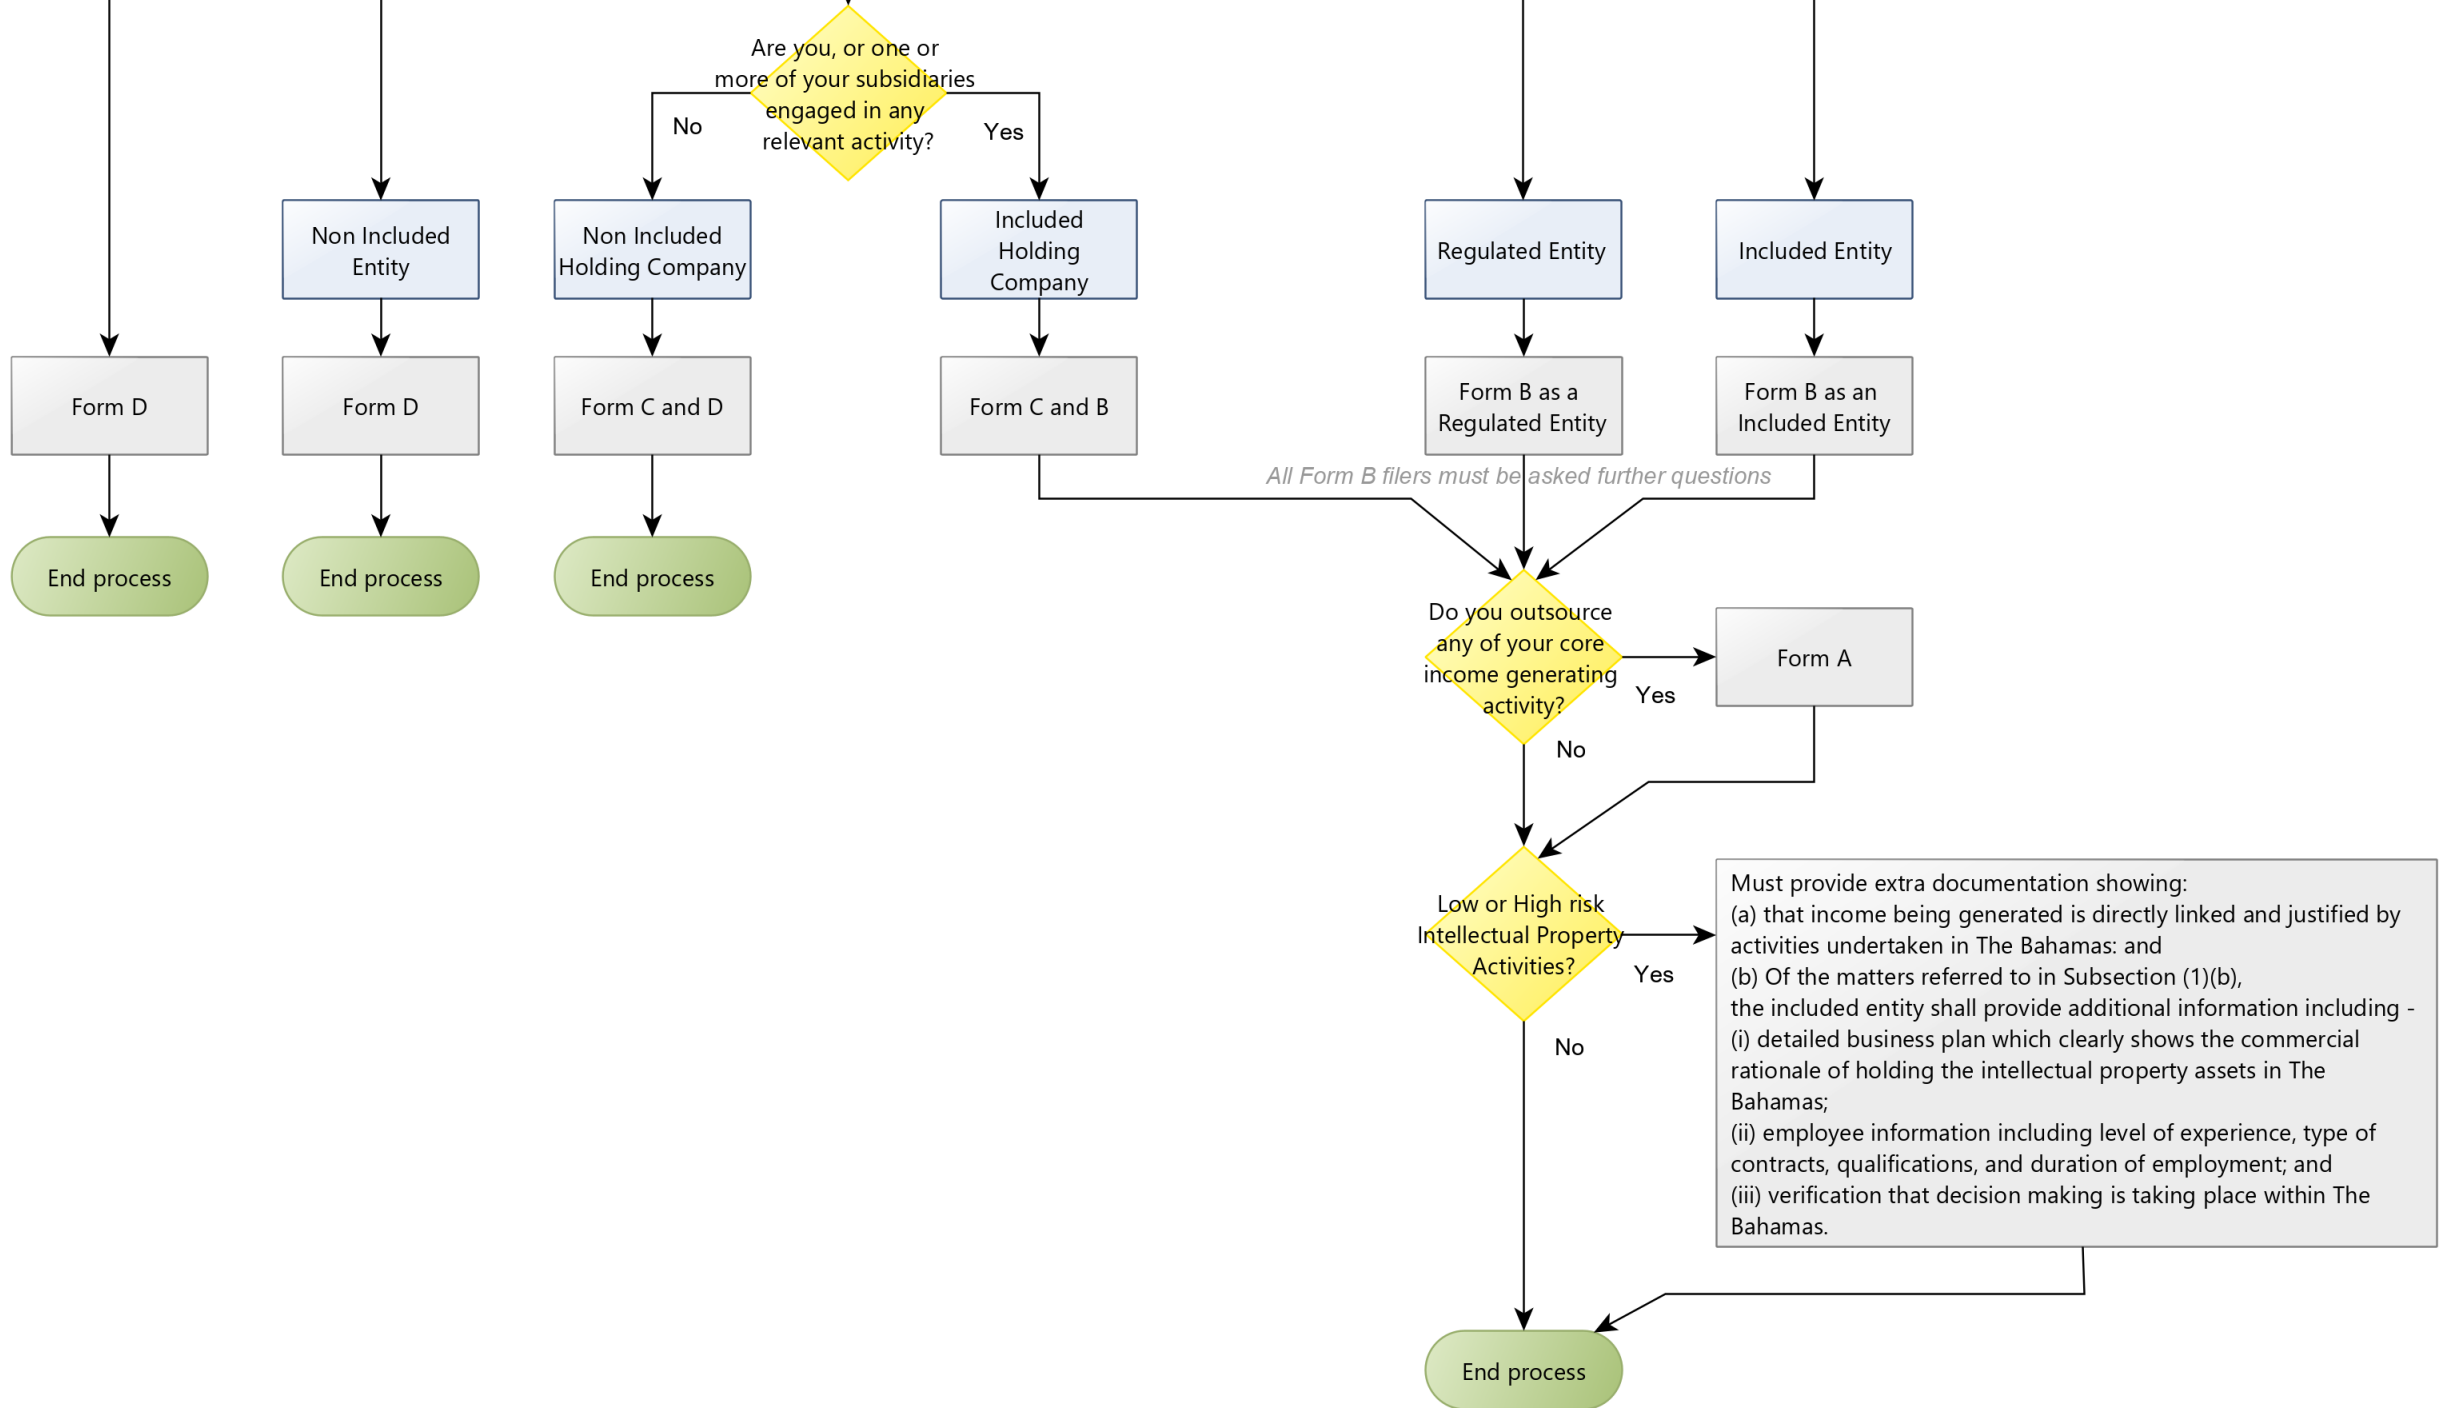 Are you, or one or
more of your subsidiaries
engaged in any
relevant activity?
No
Yes
Non Included
Entity
Non Included
Holding Company
Included
Holding
Company
Regulated Entity
Included Entity
Form D
Form D
Form C and D
Form C and B
Form B as a
Regulated Entity
Form B as an
Included Entity
All Form B filers must be asked further questions
End process
End process
End process
Do you outsource
any of your core
income generating
activity?
Yes
No
Form A
Low or High risk
Intellectual Property
Activities?
Yes
No
Must provide extra documentation showing:
(a) that income being generated is directly linked and justified by
activities undertaken in The Bahamas: and
(b) Of the matters referred to in Subsection (1)(b),
the included entity shall provide additional information including -
(i) detailed business plan which clearly shows the commercial
rationale of holding the intellectual property assets in The
Bahamas;
(ii) employee information including level of experience, type of
contracts, qualifications, and duration of employment; and
(iii) verification that decision making is taking place within The
Bahamas.
End process